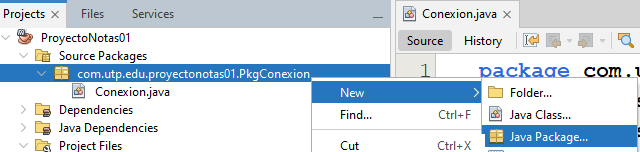 Projects
Files
Services
Conexion.java
ProyectoNotas01
Source Packages
Source
History
com.utp.edu.proyectonotas01.PkgConexion
1
package com.u
Conexion.java
New
Folder...
Dependencies
Find...
Ctrl+F
Java Class...
Java Dependencies
Java Package...
Project Files
Cut
Ctrl+X